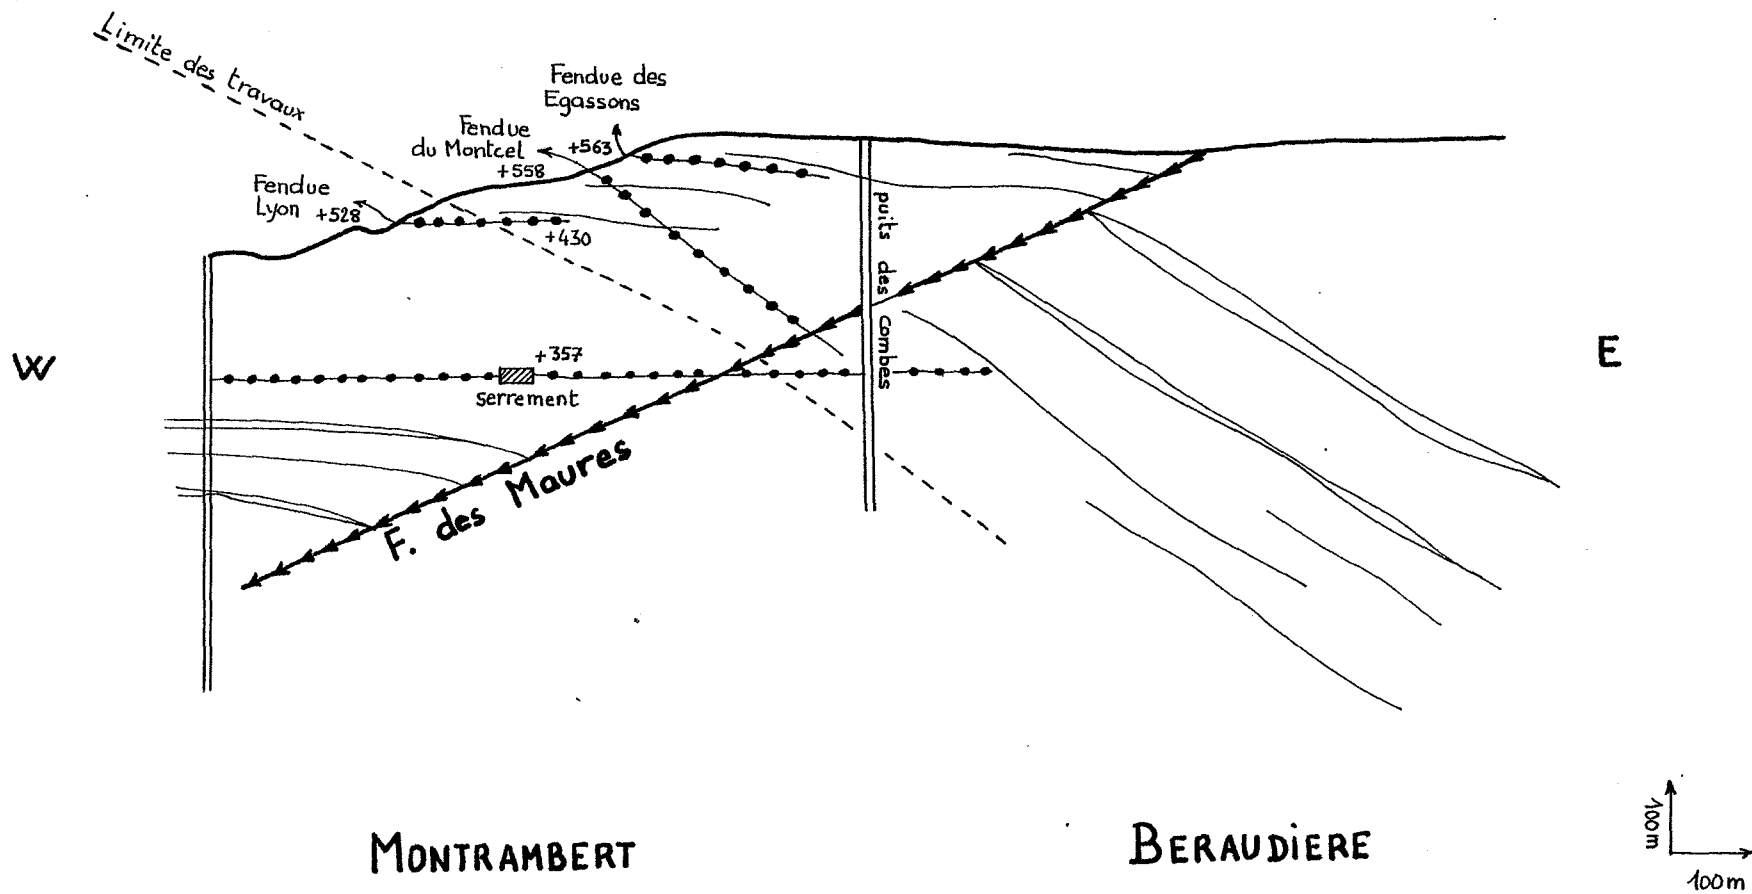 Limite des travaux
Fendue des
Egassons
Fendue
du Montcel
+563
+558
Fendue
Lyon +528
+430
puits des Combes
W
E
+357
serrement
F. des Maures
MONTRAMBERT
BERAUDIERE
100m
100m